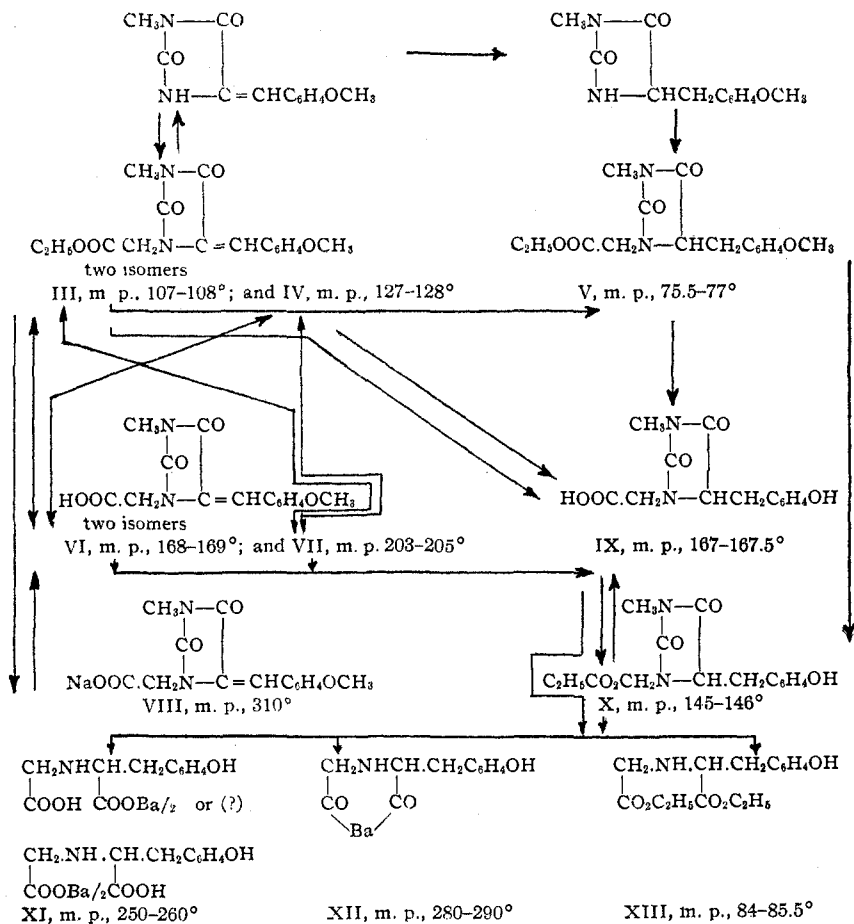 CH₃N—CO CH₃N—CO
CO CO
NH—C=CHC₆H₄OCH₃ NH—CHCH₂C₆H₄OCH₃
CH₃N—CO CH₃N—CO
CO CO
C₂H₅OOC.CH₂N—C=CHC₆H₄OCH₃ C₂H₅OOC.CH₂N—CHCH₂C₆H₄OCH₃
two isomers
III, m p., 107–108°; and IV, m. p., 127–128° V, m. p., 75.5–77°
CH₃N—CO CH₃N—CO
CO CO
HOOC.CH₂N—C=CHC₆H₄OCH₃ HOOC.CH₂N—CHCH₂C₆H₄OH
two isomers
VI, m. p., 168–169°; and VII, m. p. 203–205° IX, m. p., 167–167.5°
CH₃N—CO CH₃N—CO
CO CO
NaOOC.CH₂N—C=CHC₆H₄OCH₃ C₂H₅CO₂CH₂N—CH.CH₂C₆H₄OH
VIII, m. p., 310° X, m. p., 145–146°
CH₂NHCH.CH₂C₆H₄OH CH₂NHCH.CH₂C₆H₄OH CH₂.NH.CH.CH₂C₆H₄OH
COOH COOBa/₂ or (?) CO CO CO₂C₂H₅CO₂C₂H₅
Ba
CH₂.NH.CH.CH₂C₆H₄OH
COOBa/₂COOH
XI, m. p., 250–260° XII, m. p., 280–290° XIII, m. p., 84–85.5°